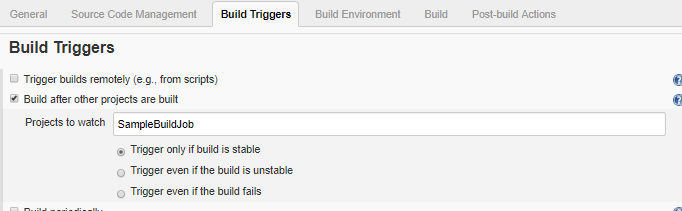 General Source Code Management Build Triggers Build Environment Build Post-build Actions
Build Triggers
Trigger builds remotely (e.g., from scripts)
Build after other projects are built
Projects to watch SampleBuildJob
Trigger only if build is stable
Trigger even if the build is unstable
Trigger even if the build fails
Build periodically